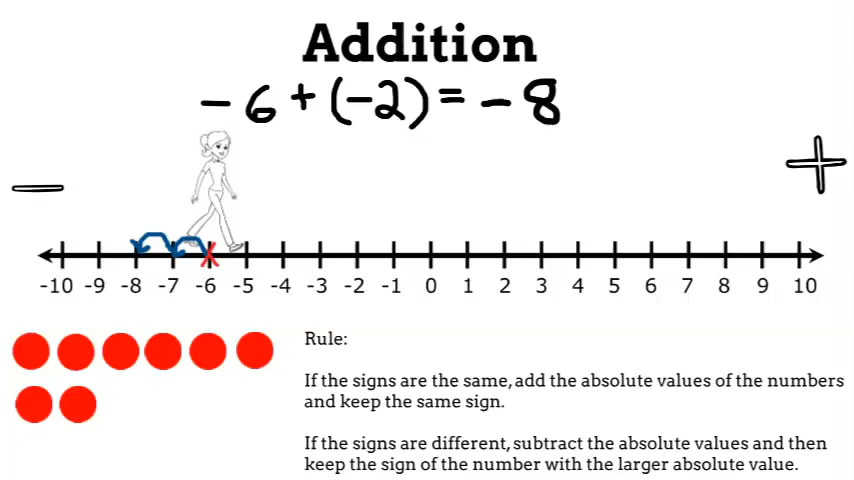 Addition
-6+(-2)=-8
− +
-10 -9 -8 -7 -6 -5 -4 -3 -2 -1 0 1 2 3 4 5 6 7 8 9 10
Rule:
If the signs are the same, add the absolute values of the numbers
and keep the same sign.
If the signs are different, subtract the absolute values and then
keep the sign of the number with the larger absolute value.